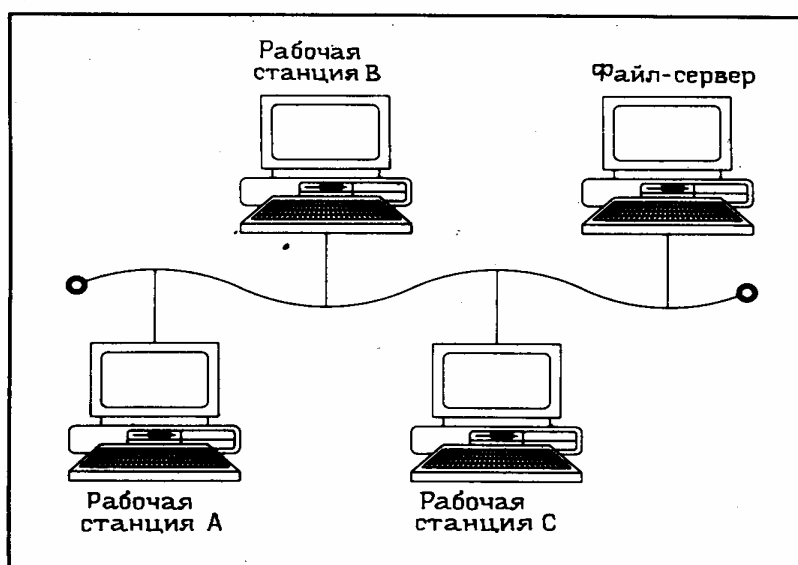 Рабочая
станция В
Файл-сервер
Рабочая
станция А
Рабочая
станция С